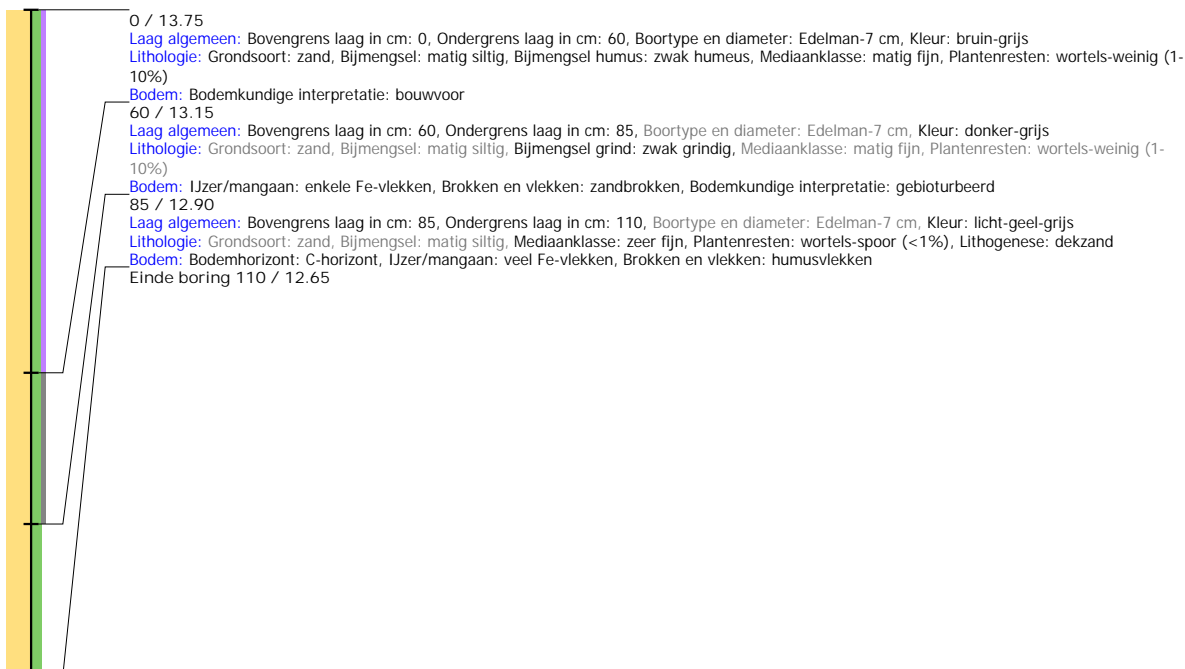 0 / 13.75
Laag algemeen: Bovengrens laag in cm: 0, Ondergrens laag in cm: 60, Boortype en diameter: Edelman-7 cm, Kleur: bruin-grijs
Lithologie: Grondsoort: zand, Bijmengsel: matig siltig, Bijmengsel humus: zwak humeus, Mediaanklasse: matig fijn, Plantenresten: wortels-weinig (1-
10%)
Bodem: Bodemkundige interpretatie: bouwvoor
60 / 13.15
Laag algemeen: Bovengrens laag in cm: 60, Ondergrens laag in cm: 85, Boortype en diameter: Edelman-7 cm, Kleur: donker-grijs
Lithologie: Grondsoort: zand, Bijmengsel: matig siltig, Bijmengsel grind: zwak grindig, Mediaanklasse: matig fijn, Plantenresten: wortels-weinig (1-
10%)
Bodem: IJzer/mangaan: enkele Fe-vlekken, Brokken en vlekken: zandbrokken, Bodemkundige interpretatie: gebioturbeerd
85 / 12.90
Laag algemeen: Bovengrens laag in cm: 85, Ondergrens laag in cm: 110, Boortype en diameter: Edelman-7 cm, Kleur: licht-geel-grijs
Lithologie: Grondsoort: zand, Bijmengsel: matig siltig, Mediaanklasse: zeer fijn, Plantenresten: wortels-spoor (<1%), Lithogenese: dekzand
Bodem: Bodemhorizont: C-horizont, IJzer/mangaan: veel Fe-vlekken, Brokken en vlekken: humusvlekken
Einde boring 110 / 12.65